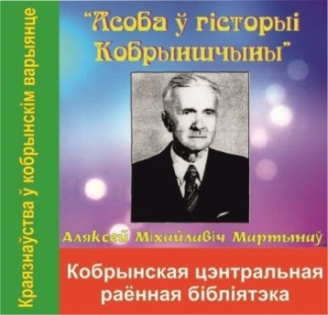 Краязнаўства ў кобрынскім варыянце
"Асоба ў гісторыі
Кобрыншчыны"
Аляксей Міхайлавіч Мартынаў
Кобрынская цэнтральная
раённая бібліятэка